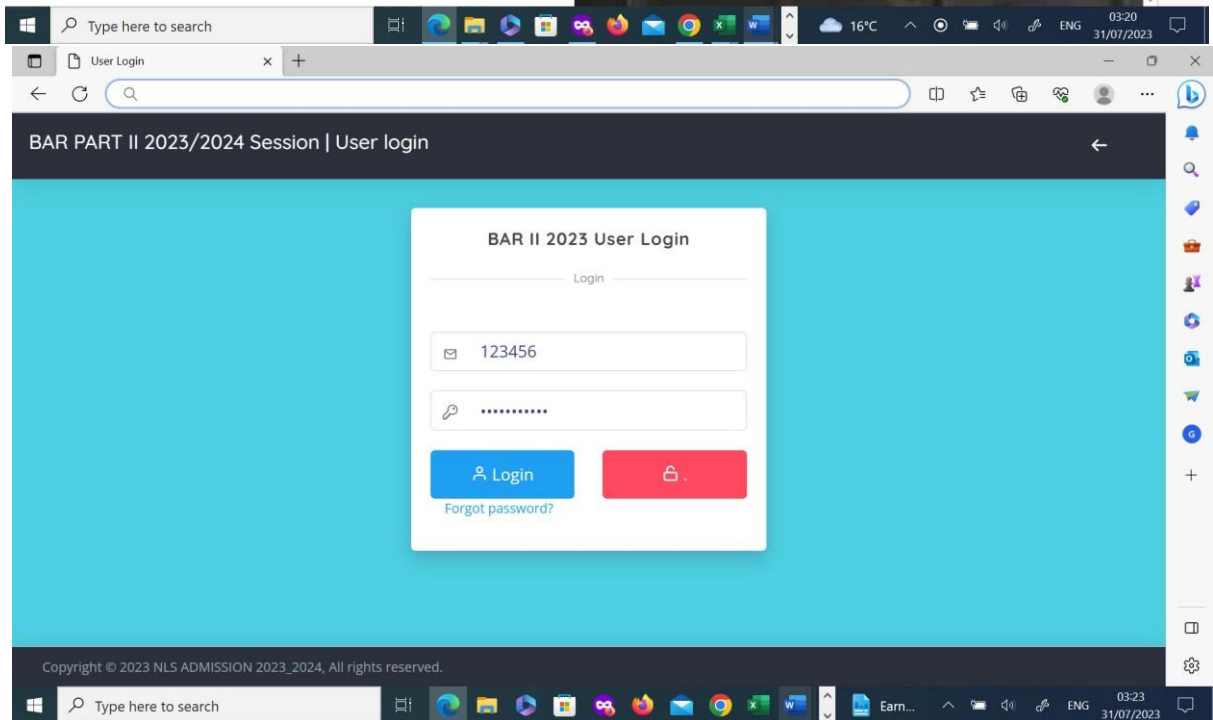 Type here to search
16°C
ENG
03:20
31/07/2023
User Login
BAR PART II 2023/2024 Session | User login
BAR II 2023 User Login
Login
123456
•••••••••••
Login
.
Forgot password?
G
Copyright © 2023 NLS ADMISSION 2023_2024, All rights reserved.
Type here to search
Earn...
ENG
03:23
31/07/2023